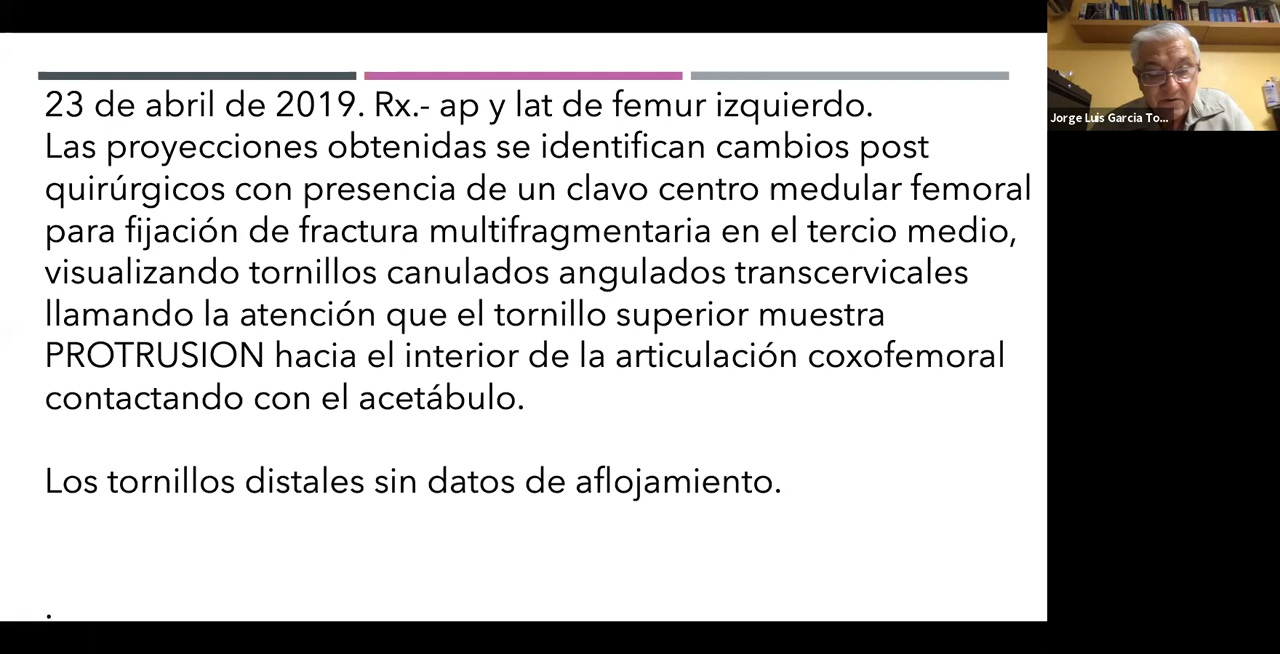 23 de abril de 2019. Rx.- ap y lat de femur izquierdo.
Las proyecciones obtenidas se identifican cambios post
quirúrgicos con presencia de un clavo centro medular femoral
para fijación de fractura multifragmentaria en el tercio medio,
visualizando tornillos canulados angulados transcervicales
llamando la atención que el tornillo superior muestra
PROTRUSION hacia el interior de la articulación coxofemoral
contactando con el acetábulo.
Los tornillos distales sin datos de aflojamiento.
.
Jorge Luis Garcia To...